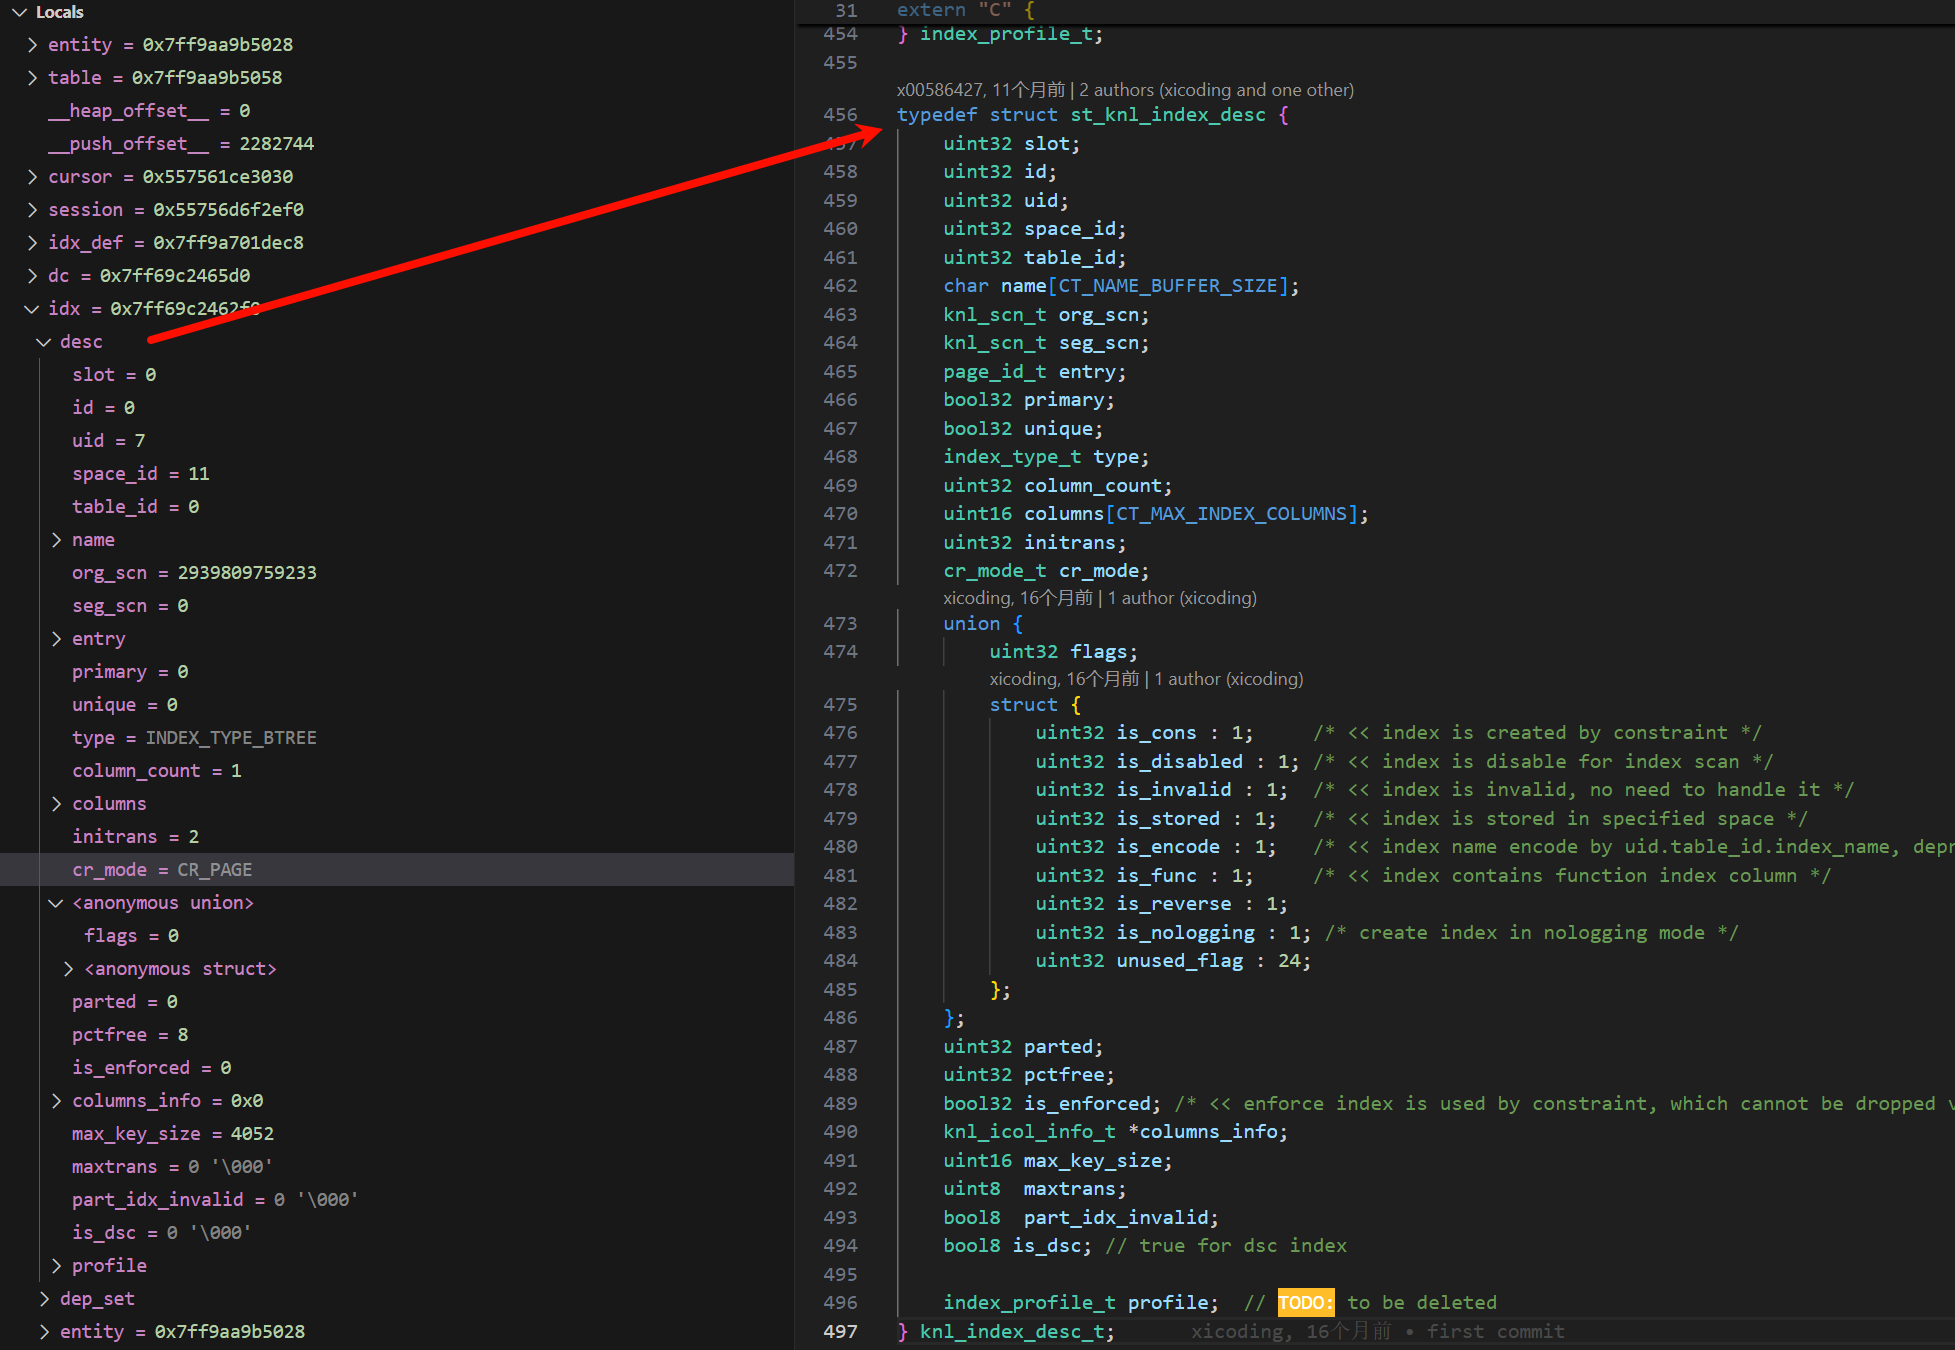 Locals
entity = 0x7ff9aa9b5028
table = 0x7ff9aa9b5058
__heap_offset__ = 0
__push_offset__ = 2282744
cursor = 0x557561ce3030
session = 0x55756d6f2ef0
idx_def = 0x7ff9a701dec8
dc = 0x7ff69c2465d0
idx = 0x7ff69c2462f0
desc
slot = 0
id = 0
uid = 7
space_id = 11
table_id = 0
name
org_scn = 2939809759233
seg_scn = 0
entry
primary = 0
unique = 0
type = INDEX_TYPE_BTREE
column_count = 1
columns
initrans = 2
cr_mode = CR_PAGE
<anonymous union>
flags = 0
<anonymous struct>
parted = 0
pctfree = 8
is_enforced = 0
columns_info = 0x0
max_key_size = 4052
maxtrans = 0 '\000'
part_idx_invalid = 0 '\000'
is_dsc = 0 '\000'
profile
dep_set
entity = 0x7ff9aa9b5028
31 extern "C" {
454 } index_profile_t;
455
x00586427, 11个月前 | 2 authors (xicoding and one other)
456 typedef struct st_knl_index_desc {
457 uint32 slot;
458 uint32 id;
459 uint32 uid;
460 uint32 space_id;
461 uint32 table_id;
462 char name[CT_NAME_BUFFER_SIZE];
463 knl_scn_t org_scn;
464 knl_scn_t seg_scn;
465 page_id_t entry;
466 bool32 primary;
467 bool32 unique;
468 index_type_t type;
469 uint32 column_count;
470 uint16 columns[CT_MAX_INDEX_COLUMNS];
471 uint32 initrans;
472 cr_mode_t cr_mode;
xicoding, 16个月前 | 1 author (xicoding)
473 union {
474 uint32 flags;
xicoding, 16个月前 | 1 author (xicoding)
475 struct {
476 uint32 is_cons : 1; /* << index is created by constraint */
477 uint32 is_disabled : 1; /* << index is disable for index scan */
478 uint32 is_invalid : 1; /* << index is invalid, no need to handle it */
479 uint32 is_stored : 1; /* << index is stored in specified space */
480 uint32 is_encode : 1; /* << index name encode by uid.table_id.index_name, depr
481 uint32 is_func : 1; /* << index contains function index column */
482 uint32 is_reverse : 1;
483 uint32 is_nologging : 1; /* create index in nologging mode */
484 uint32 unused_flag : 24;
485 };
486 };
487 uint32 parted;
488 uint32 pctfree;
489 bool32 is_enforced; /* << enforce index is used by constraint, which cannot be dropped v
490 knl_icol_info_t *columns_info;
491 uint16 max_key_size;
492 uint8 maxtrans;
493 bool8 part_idx_invalid;
494 bool8 is_dsc; // true for dsc index
495
496 index_profile_t profile; // TODO: to be deleted
497 } knl_index_desc_t; xicoding, 16个月前 • first commit